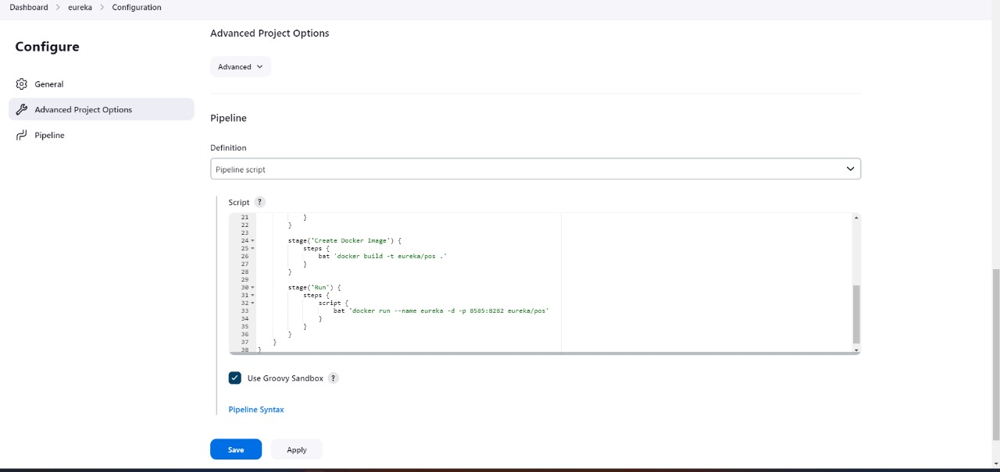 Dashboard > eureka > Configuration
Configure
General
Advanced Project Options
Pipeline
Advanced Project Options
Advanced
Pipeline
Definition
Pipeline script
Script ?
21 }
22 }
23
24 stage('Create Docker Image') {
25 steps {
26 bat 'docker build -t eureka/pos .'
27 }
28 }
29
30 stage('Run') {
31 steps {
32 script {
33 bat 'docker run --name eureka -d -p 8585:8282 eureka/pos'
34 }
35 }
36 }
37 }
38 }
Use Groovy Sandbox ?
Pipeline Syntax
Save
Apply